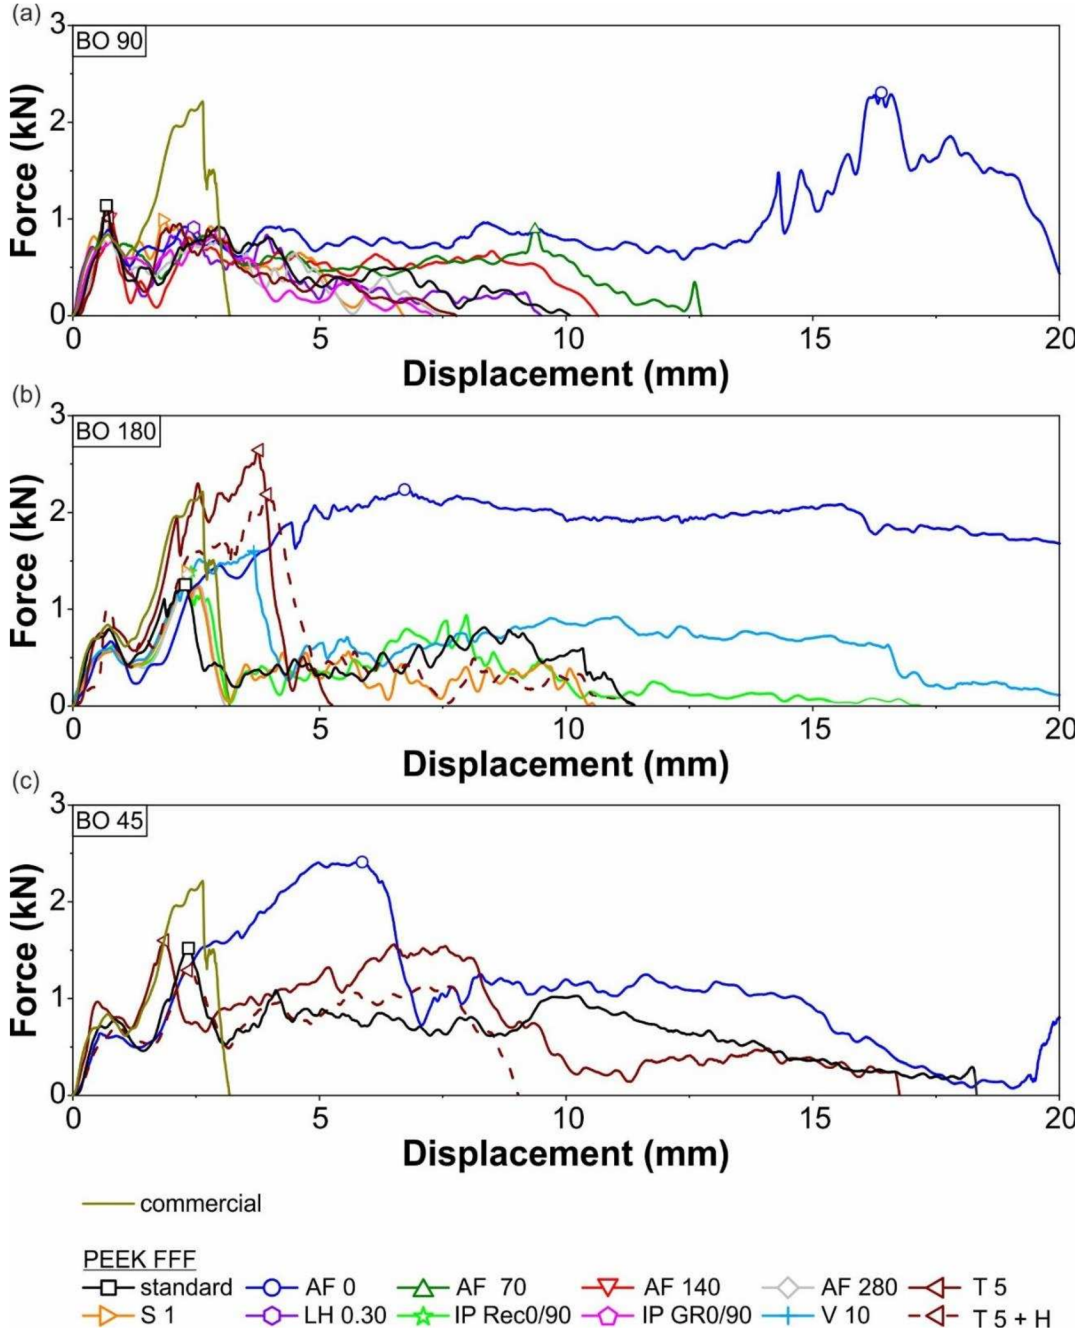 (a)
BO 90
3
2
1
0
Force (kN)
0 5 10 15 20
Displacement (mm)
(b)
BO 180
3
2
1
0
Force (kN)
0 5 10 15 20
Displacement (mm)
(c)
BO 45
3
2
1
0
Force (kN)
0 5 10 15 20
Displacement (mm)
commercial
PEEK FFF
standard AF 0 AF 70 AF 140 AF 280 T 5
S 1 LH 0.30 IP Rec0/90 IP GR0/90 V 10 T 5 + H